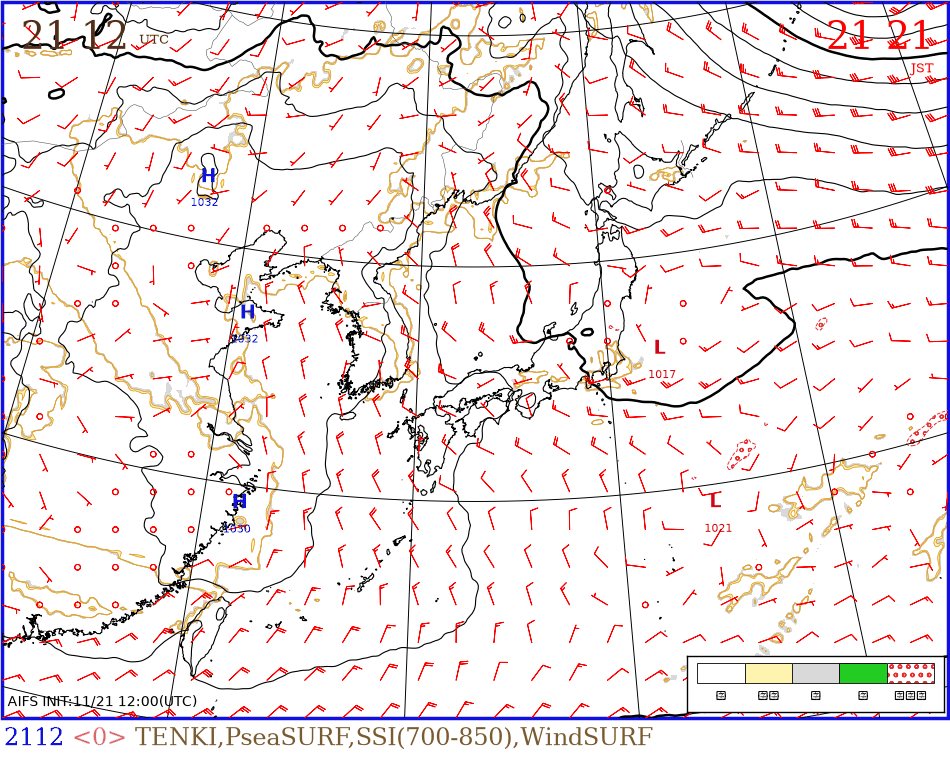 21 12 UTC
21 21 JST
H
1032
H
1032
L
1017
H
1030
L
1021
AIFS INIT:11/21 12:00(UTC)
2112 <0> TENKI,PseaSURF,SSI(700-850),WindSURF